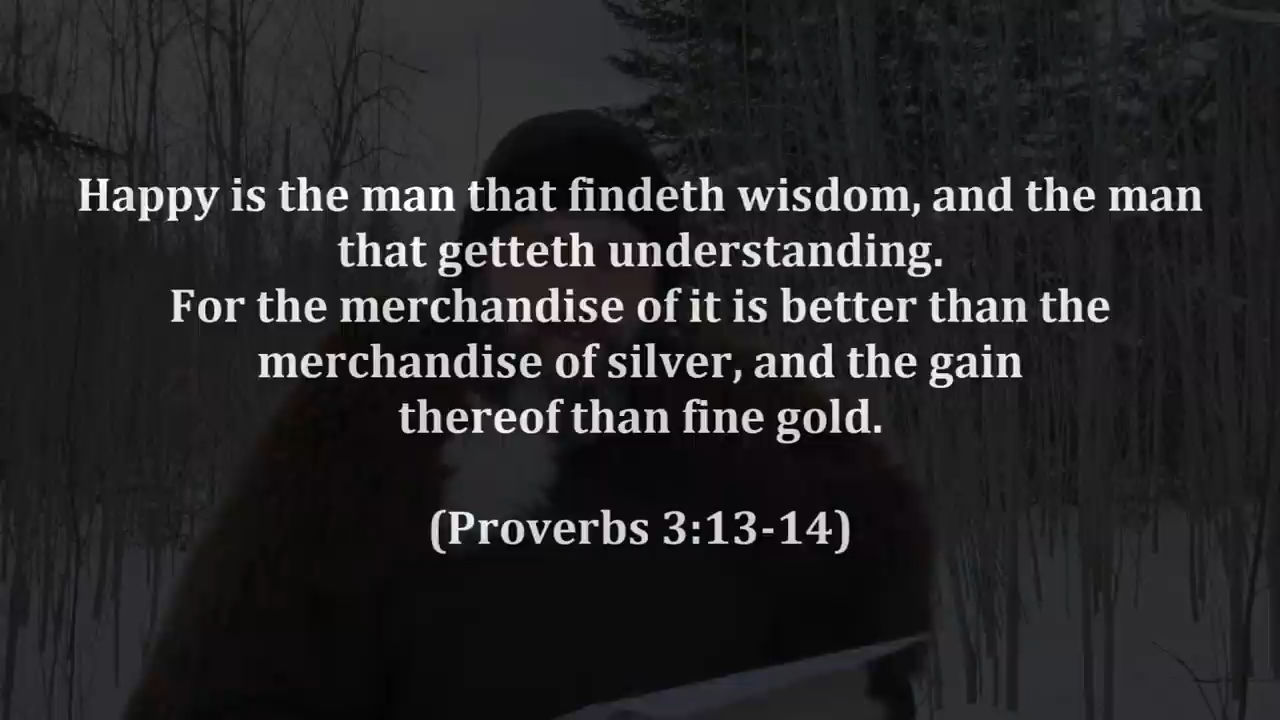 Happy is the man that findeth wisdom, and the man
that getteth understanding.
For the merchandise of it is better than the
merchandise of silver, and the gain
thereof than fine gold.
(Proverbs 3:13-14)